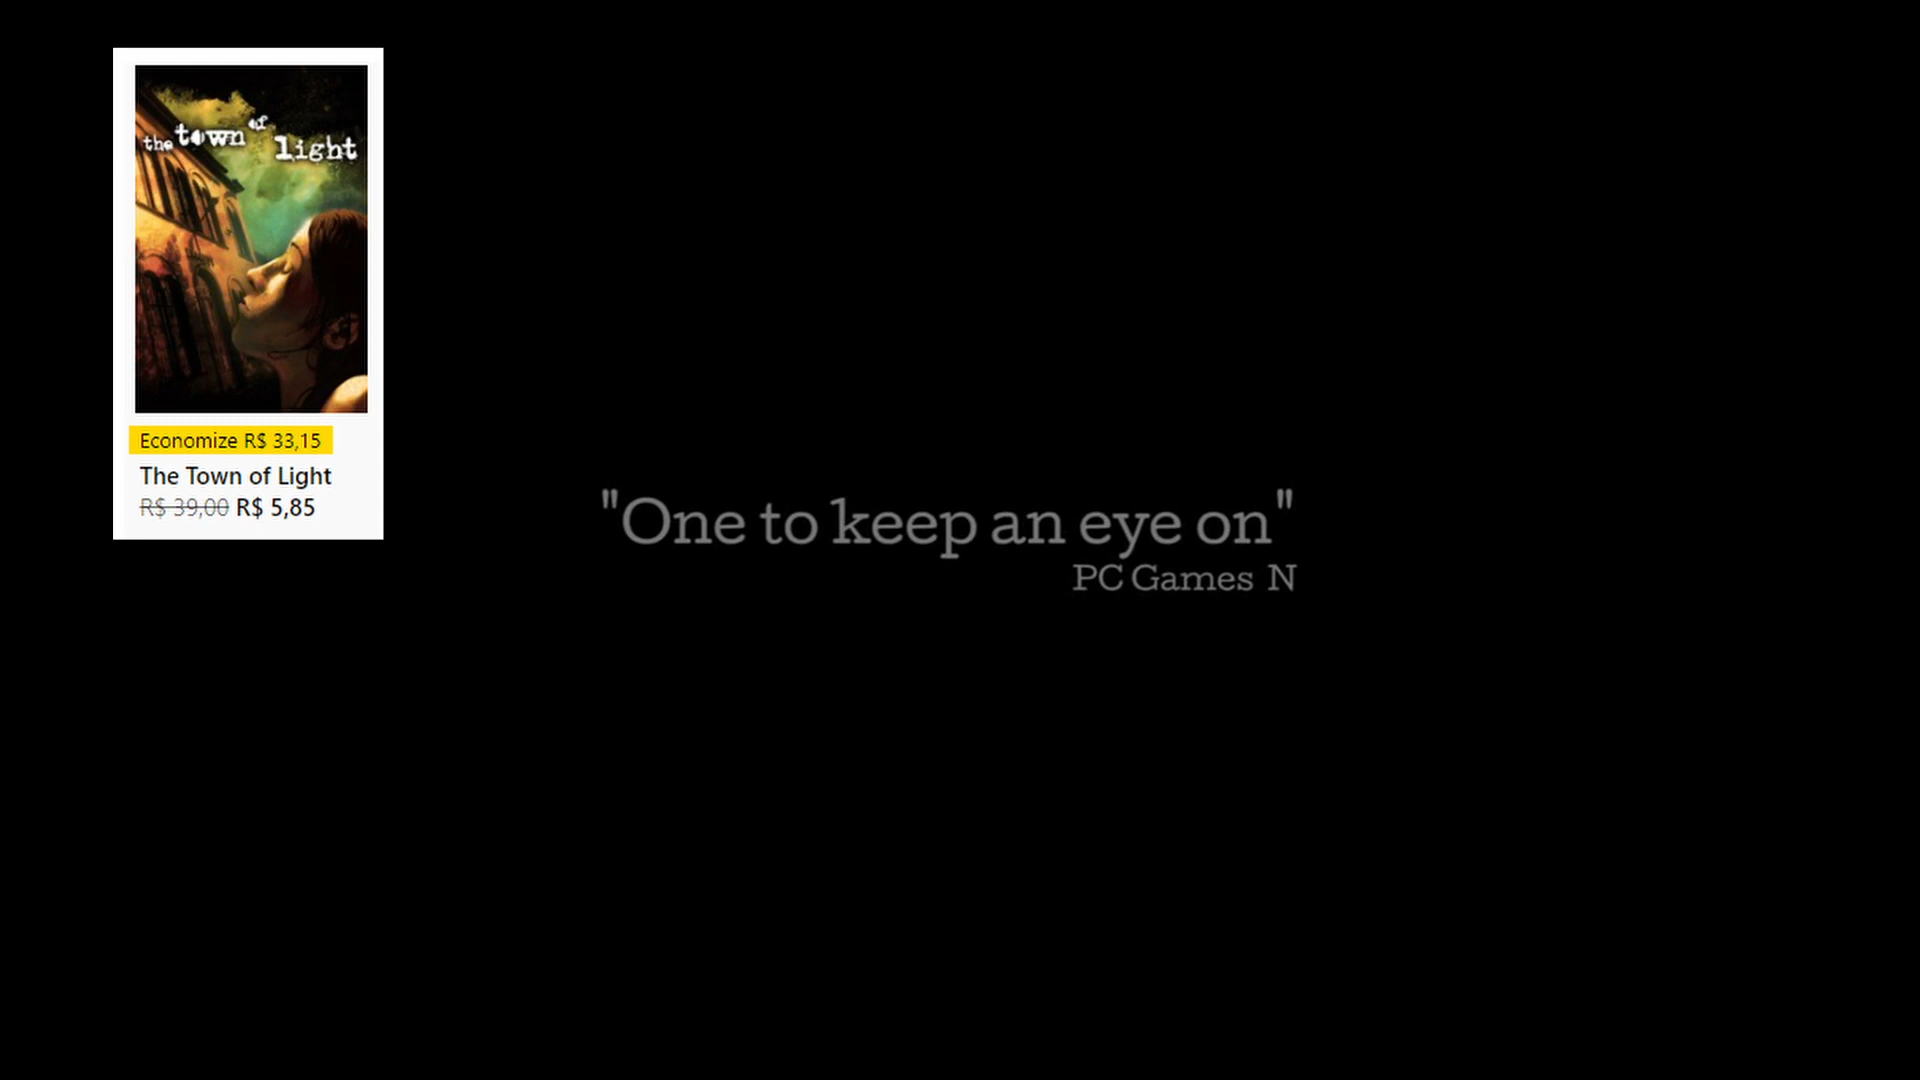 the town of light
Economize R$ 33,15
The Town of Light
R$ 39,00 R$ 5,85
"One to keep an eye on"
PC Games N